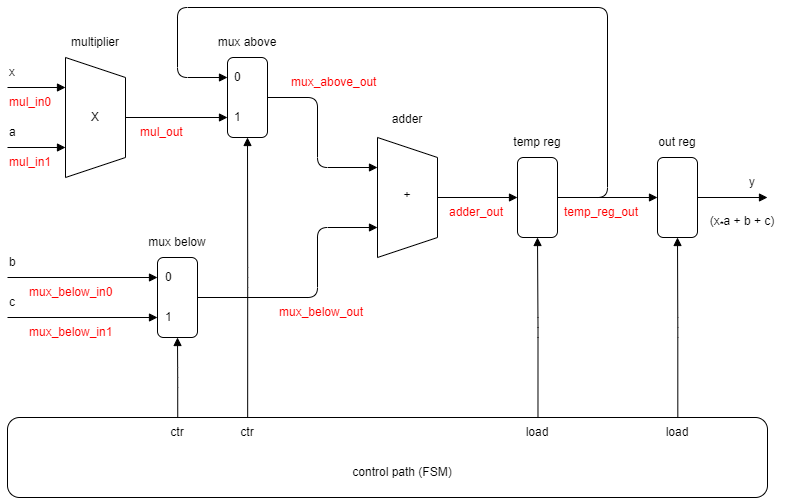 multiplier
mux above
x
0
mux_above_out
mul_in0
adder
X
1
a
mul_out
temp reg
out reg
mul_in1
y
+
adder_out
temp_reg_out
(x*a + b + c)
mux below
b
0
mux_below_in0
c
mux_below_out
1
mux_below_in1
ctr
ctr
load
load
control path (FSM)